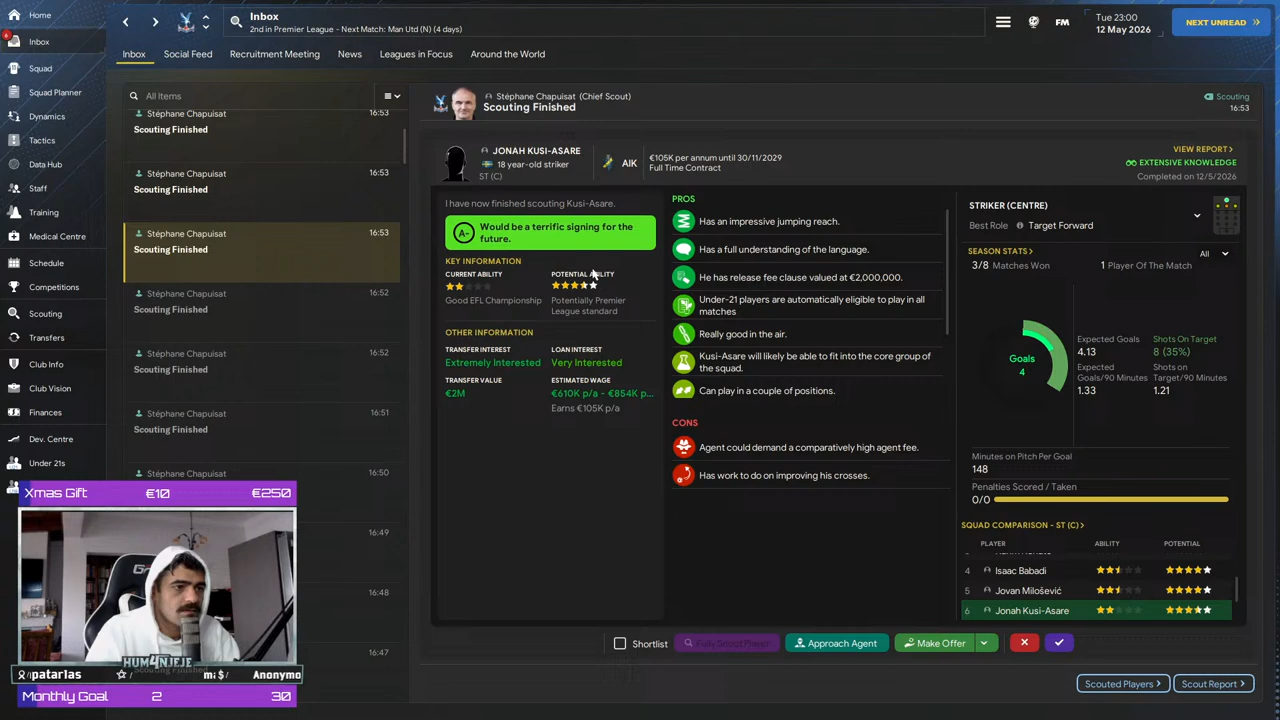 Home
Inbox
Squad
Squad Planner
Dynamics
Tactics
Data Hub
Staff
Training
Medical Centre
Schedule
Competitions
Scouting
Transfers
Club Info
Club Vision
Finances
Dev. Centre
Under 21s
6
Inbox
2nd in Premier League - Next Match: Man Utd (N) (4 days)
FM
Tue 23:00
12 May 2026
NEXT UNREAD
Inbox
Social Feed
Recruitment Meeting
News
Leagues in Focus
Around the World
All Items
Stéphane Chapuisat 16:53
Scouting Finished
Stéphane Chapuisat 16:53
Scouting Finished
Stéphane Chapuisat 16:53
Scouting Finished
Stéphane Chapuisat 16:52
Scouting Finished
Stéphane Chapuisat 16:52
Scouting Finished
Stéphane Chapuisat 16:51
Scouting Finished
Stéphane Chapuisat 16:50
16:49
16:48
16:47
Stéphane Chapuisat (Chief Scout)
Scouting Finished
Scouting
16:53
JONAH KUSI-ASARE
18 year-old striker
ST (C)
AIK
€105K per annum until 30/11/2029
Full Time Contract
VIEW REPORT>
EXTENSIVE KNOWLEDGE
Completed on 12/5/2026
I have now finished scouting Kusi-Asare.
A-
Would be a terrific signing for the
future.
KEY INFORMATION
CURRENT ABILITY
POTENTIAL ABILITY
Good EFL Championship
Potentially Premier
League standard
OTHER INFORMATION
TRANSFER INTEREST
LOAN INTEREST
Extremely Interested
Very Interested
TRANSFER VALUE
ESTIMATED WAGE
€2M
€610K p/a - €854K p...
Earns €105K p/a
PROS
Has an impressive jumping reach.
Has a full understanding of the language.
He has release fee clause valued at €2,000,000.
Under-21 players are automatically eligible to play in all
matches
Really good in the air.
Kusi-Asare will likely be able to fit into the core group of
the squad.
Can play in a couple of positions.
CONS
Agent could demand a comparatively high agent fee.
Has work to do on improving his crosses.
STRIKER (CENTRE)
Best Role
Target Forward
SEASON STATS>
All
3/8 Matches Won
1 Player Of The Match
Goals
4
Expected Goals
4.13
Shots On Target
8 (35%)
Expected
Goals/90 Minutes
1.33
Shots on
Target/90 Minutes
1.21
Minutes on Pitch Per Goal
148
Penalties Scored / Taken
0/0
SQUAD COMPARISON - ST (C)>
PLAYER ABILITY POTENTIAL
4 Isaac Babadi
5 Jovan Milošević
6 Jonah Kusi-Asare
Shortlist
Fully Scout Player
Approach Agent
Make Offer
Scouted Players >
Scout Report >
Xmas Gift €10 €250
HUM4NJEJE
Anonymo
Monthly Goal 2 30